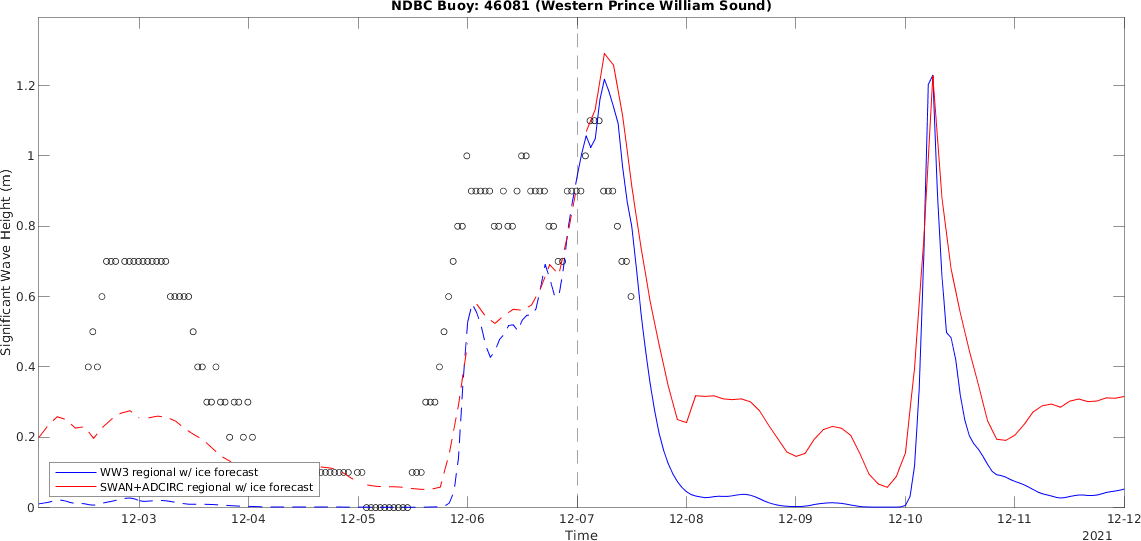 NDBC Buoy: 46081 (Western Prince William Sound)
Significant Wave Height (m)
1.2
1
0.8
0.6
0.4
0.2
0
WW3 regional w/ ice forecast
SWAN+ADCIRC regional w/ ice forecast
12-03 12-04 12-05 12-06 12-07 12-08 12-09 12-10 12-11 12-12
Time
2021